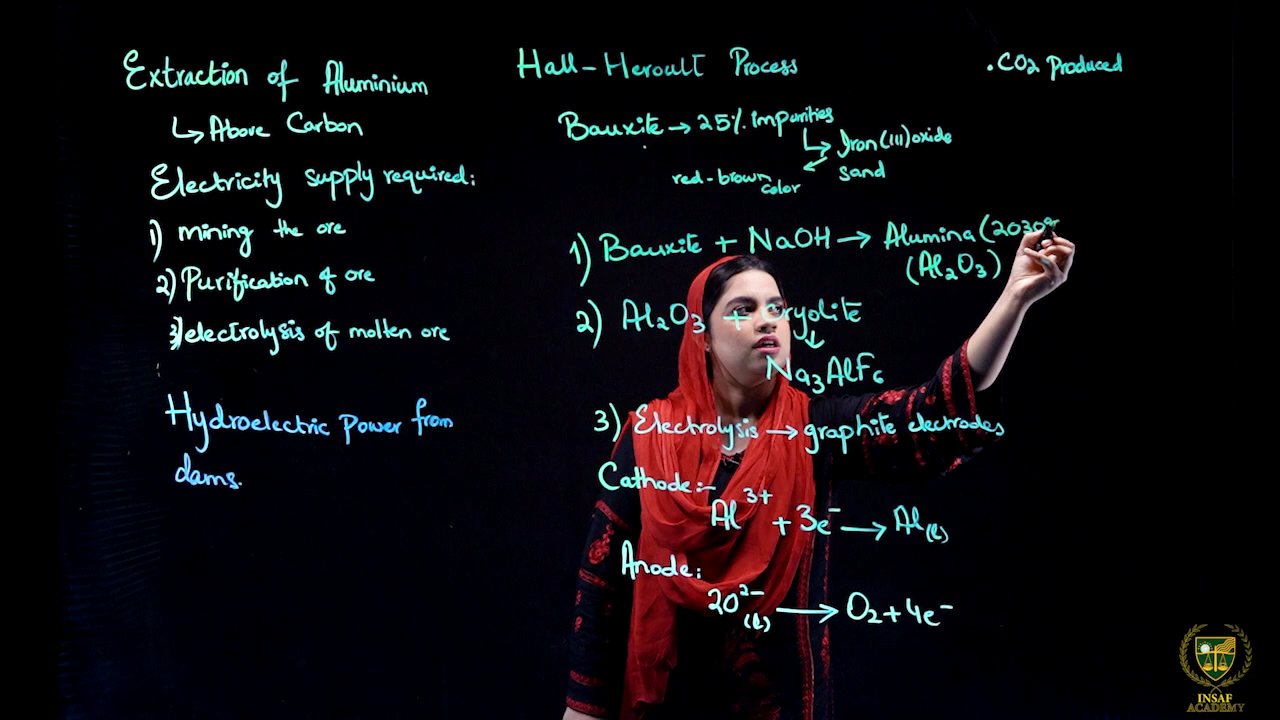 Extraction of Aluminium
↳ Above Carbon
Electricity supply required:
1) mining the ore
2) Purification of ore
3) electrolysis of molten ore
Hydroelectric Power from
dams.
Hall-Heroult Process
Bauxite → 25% impurities
↳ Iron (III) oxide
sand
red-brown
color
1) Bauxite + NaOH → Alumina (2030°
(Al₂O₃)
2) Al₂O₃ + Cryolite
↓
Na₃AlF₆
3) Electrolysis → graphite electrodes
Cathode:-
Al³⁺ + 3e⁻ → Al(l)
Anode:
2O²⁻(l) → O₂ + 4e⁻
.CO₂ Produced
INSAF
ACADEMY